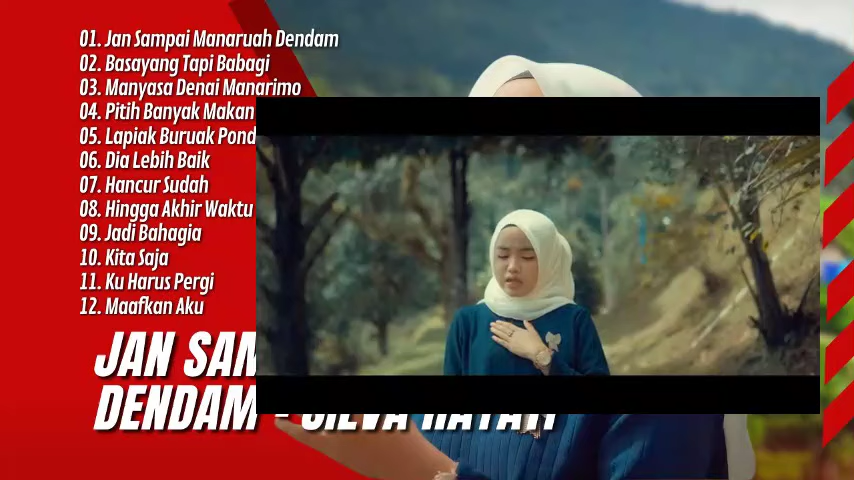 01. Jan Sampai Manaruah Dendam
02. Basayang Tapi Babagi
03. Manyasa Denai Manarimo
04. Pitih Banyak Makan
05. Lapiak Buruak Pond
06. Dia Lebih Baik
07. Hancur Sudah
08. Hingga Akhir Waktu
09. Jadi Bahagia
10. Kita Saja
11. Ku Harus Pergi
12. Maafkan Aku
JAN SAM
DENDAM -